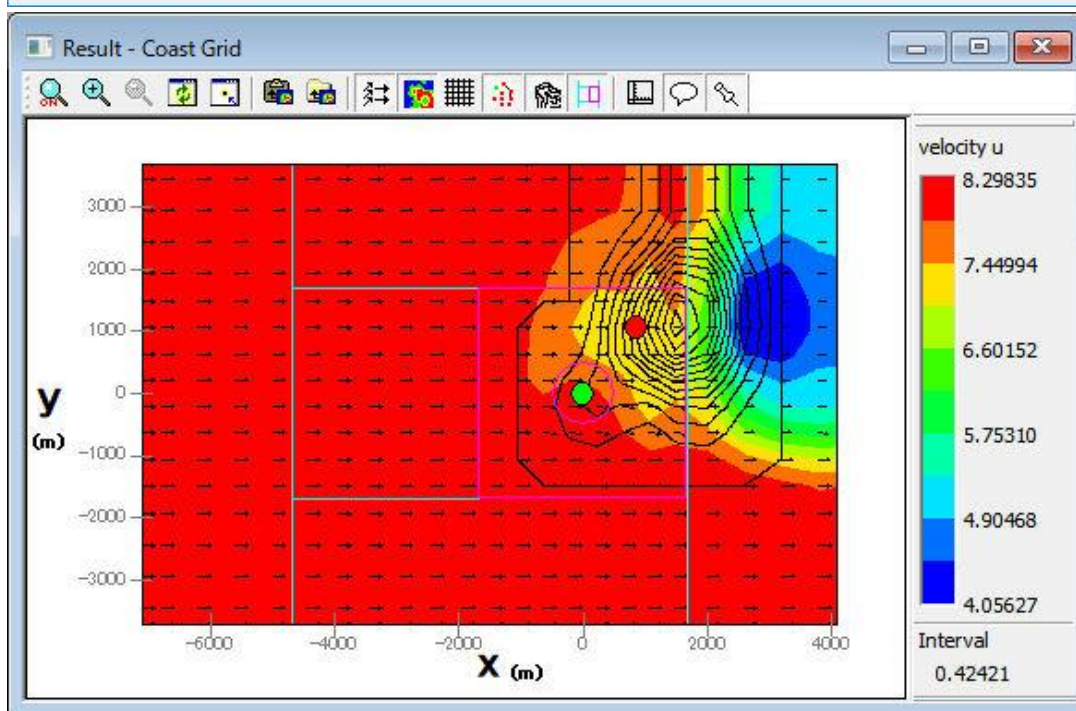 Result - Coast Grid
ON
velocity u
8.29835
7.44994
6.60152
5.75310
4.90468
4.05627
Interval
0.42421
3000
2000
1000
0
-1000
-2000
-3000
y
(m)
-6000 -4000 -2000 0 2000 4000
X (m)